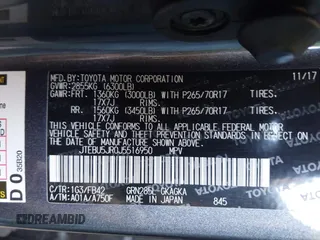 MFD.BY:TOYOTA MOTOR CORPORATION 11/17
GVWR:2855KG (6300LB)
FRT. 1360KG (3000LB) WITH P265/70R17 TIRES.
17X7J RIMS.
RR. 1560KG (3450LB) WITH P265/70R17 TIRES.
17X7J RIMS.
THIS VEHICLE CONFORMS TO ALL APPLICABLE
FEDERAL MOTOR VEHICLE SAFETY, BUMPER,
AND THEFT PREVENTION STANDARDS IN EFFECT
ON THE DATE OF MANUFACTURE SHOWN ABOVE.
JTEBU5JR0J5516950 MPV
C/TR:1G3/FB42 GRN285L-GKAGKA
A/TM:A01A/A750F MADE IN JAPAN 845
D0
35B20
DREAMBID